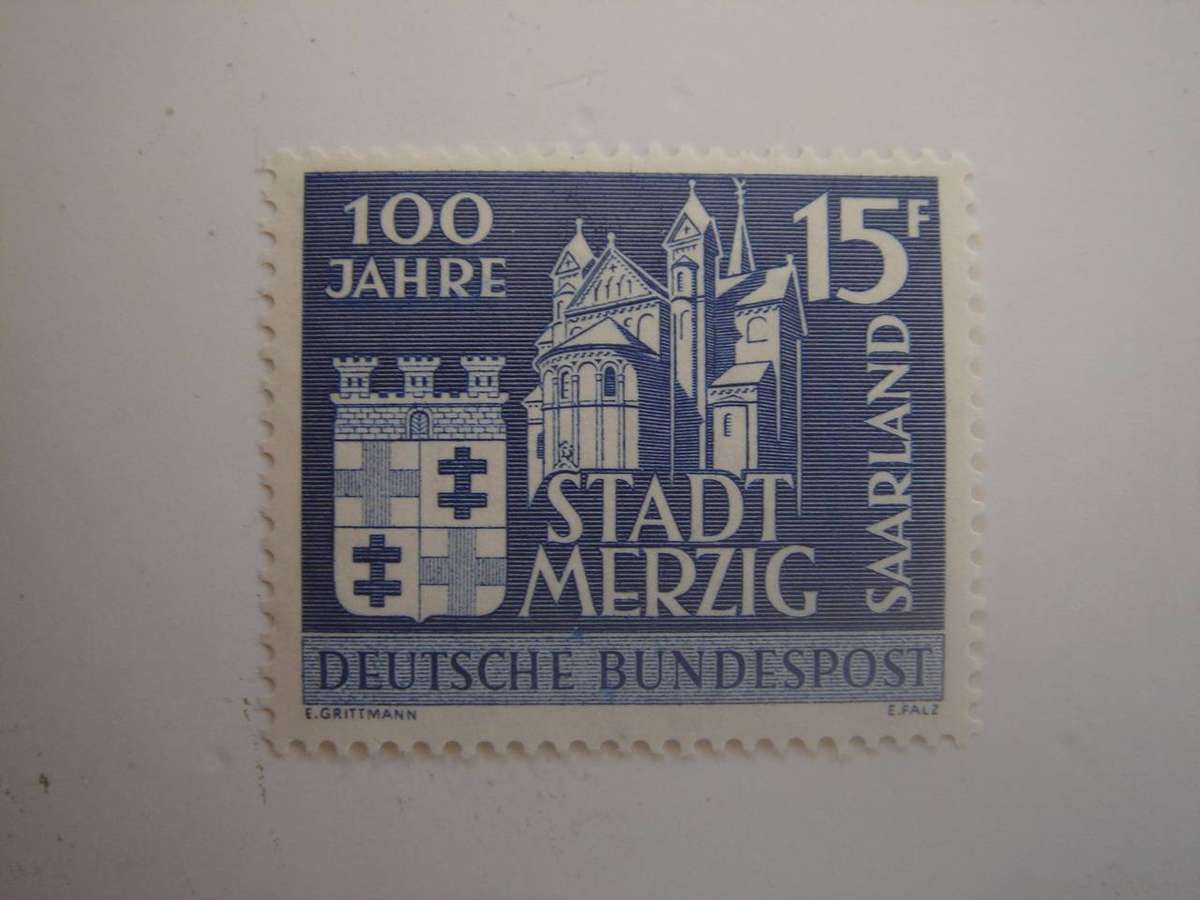 100
JAHRE
15F
SAARLAND
STADT
MERZIG
DEUTSCHE BUNDESPOST
E.GRITTMANN
E.FALZ